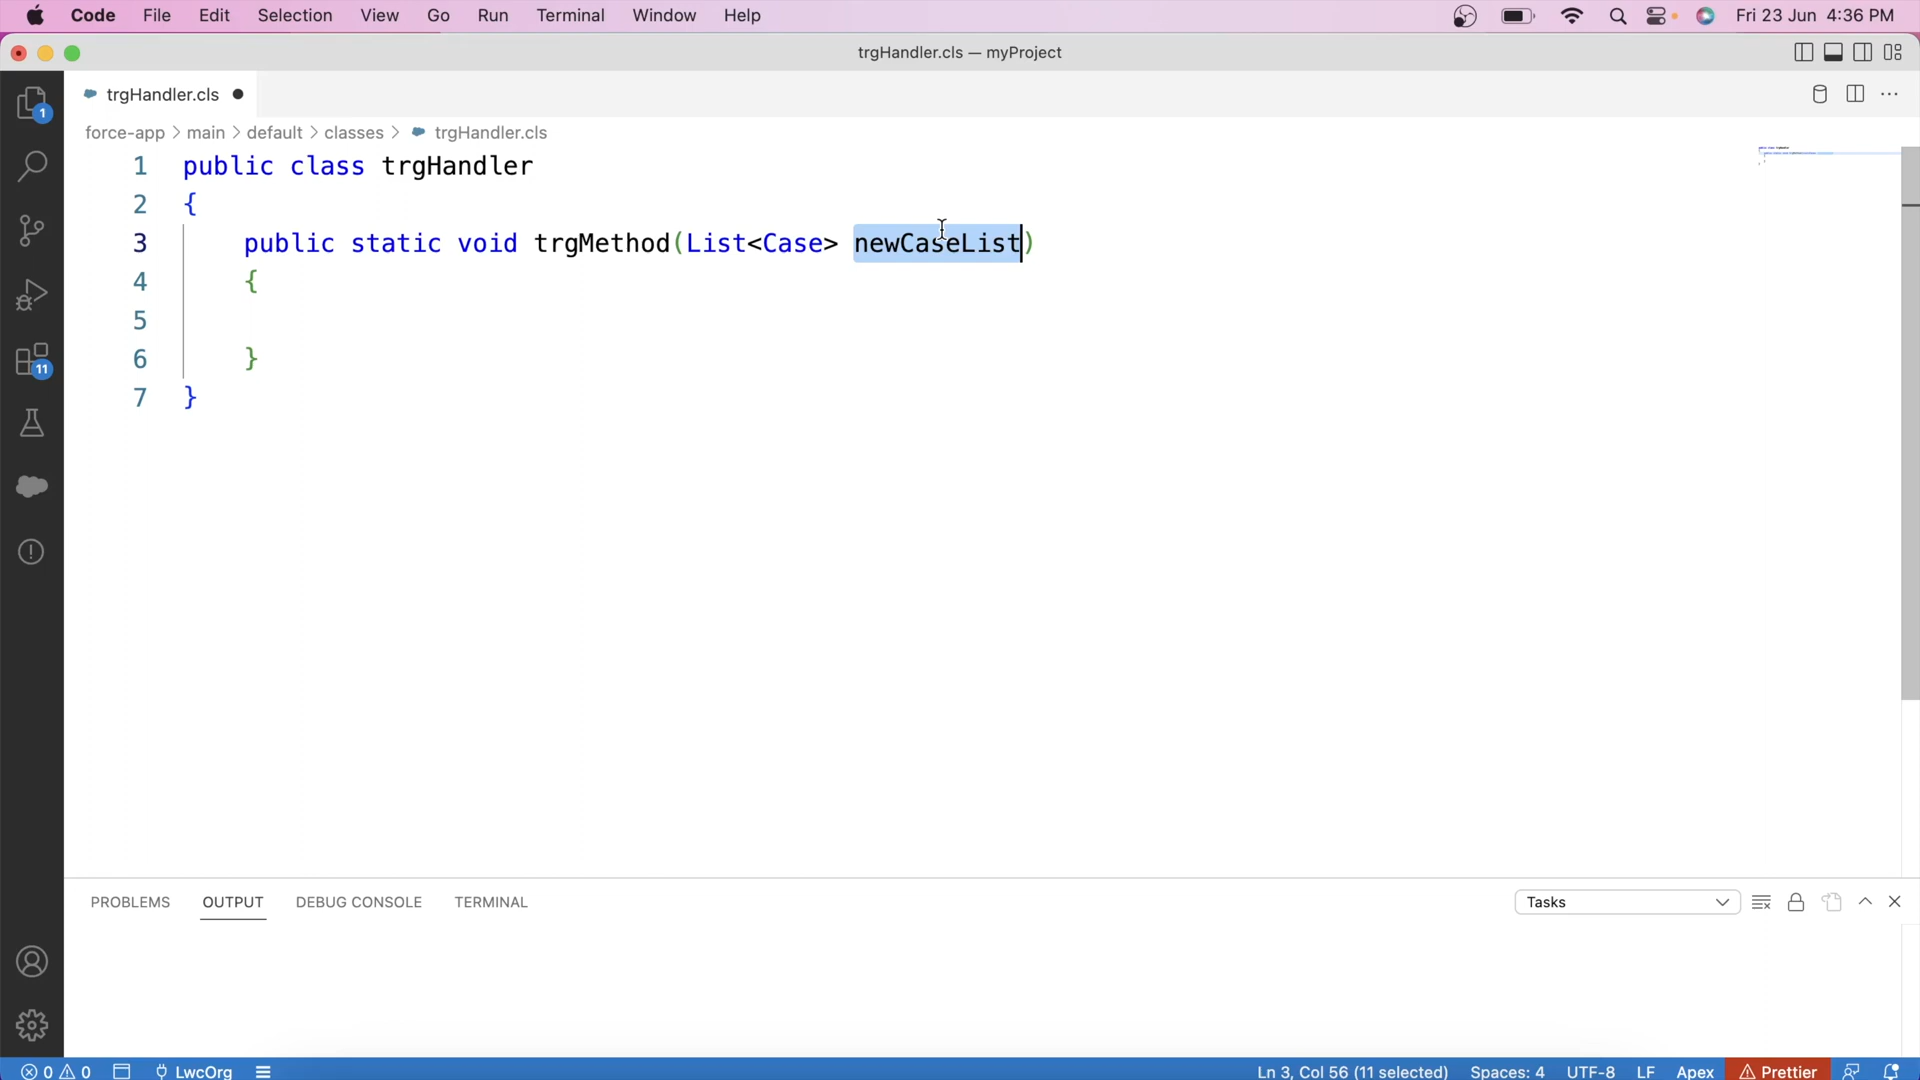 Code File Edit Selection View Go Run Terminal Window Help Fri 23 Jun 4:36 PM
trgHandler.cls — myProject
trgHandler.cls
force-app > main > default > classes > trgHandler.cls
1 public class trgHandler
2 {
3 public static void trgMethod(List<Case> newCaseList)
4 {
5
6 }
7 }
1
11
PROBLEMS OUTPUT DEBUG CONSOLE TERMINAL Tasks
0 0 LwcOrg Ln 3, Col 56 (11 selected) Spaces: 4 UTF-8 LF Apex Prettier